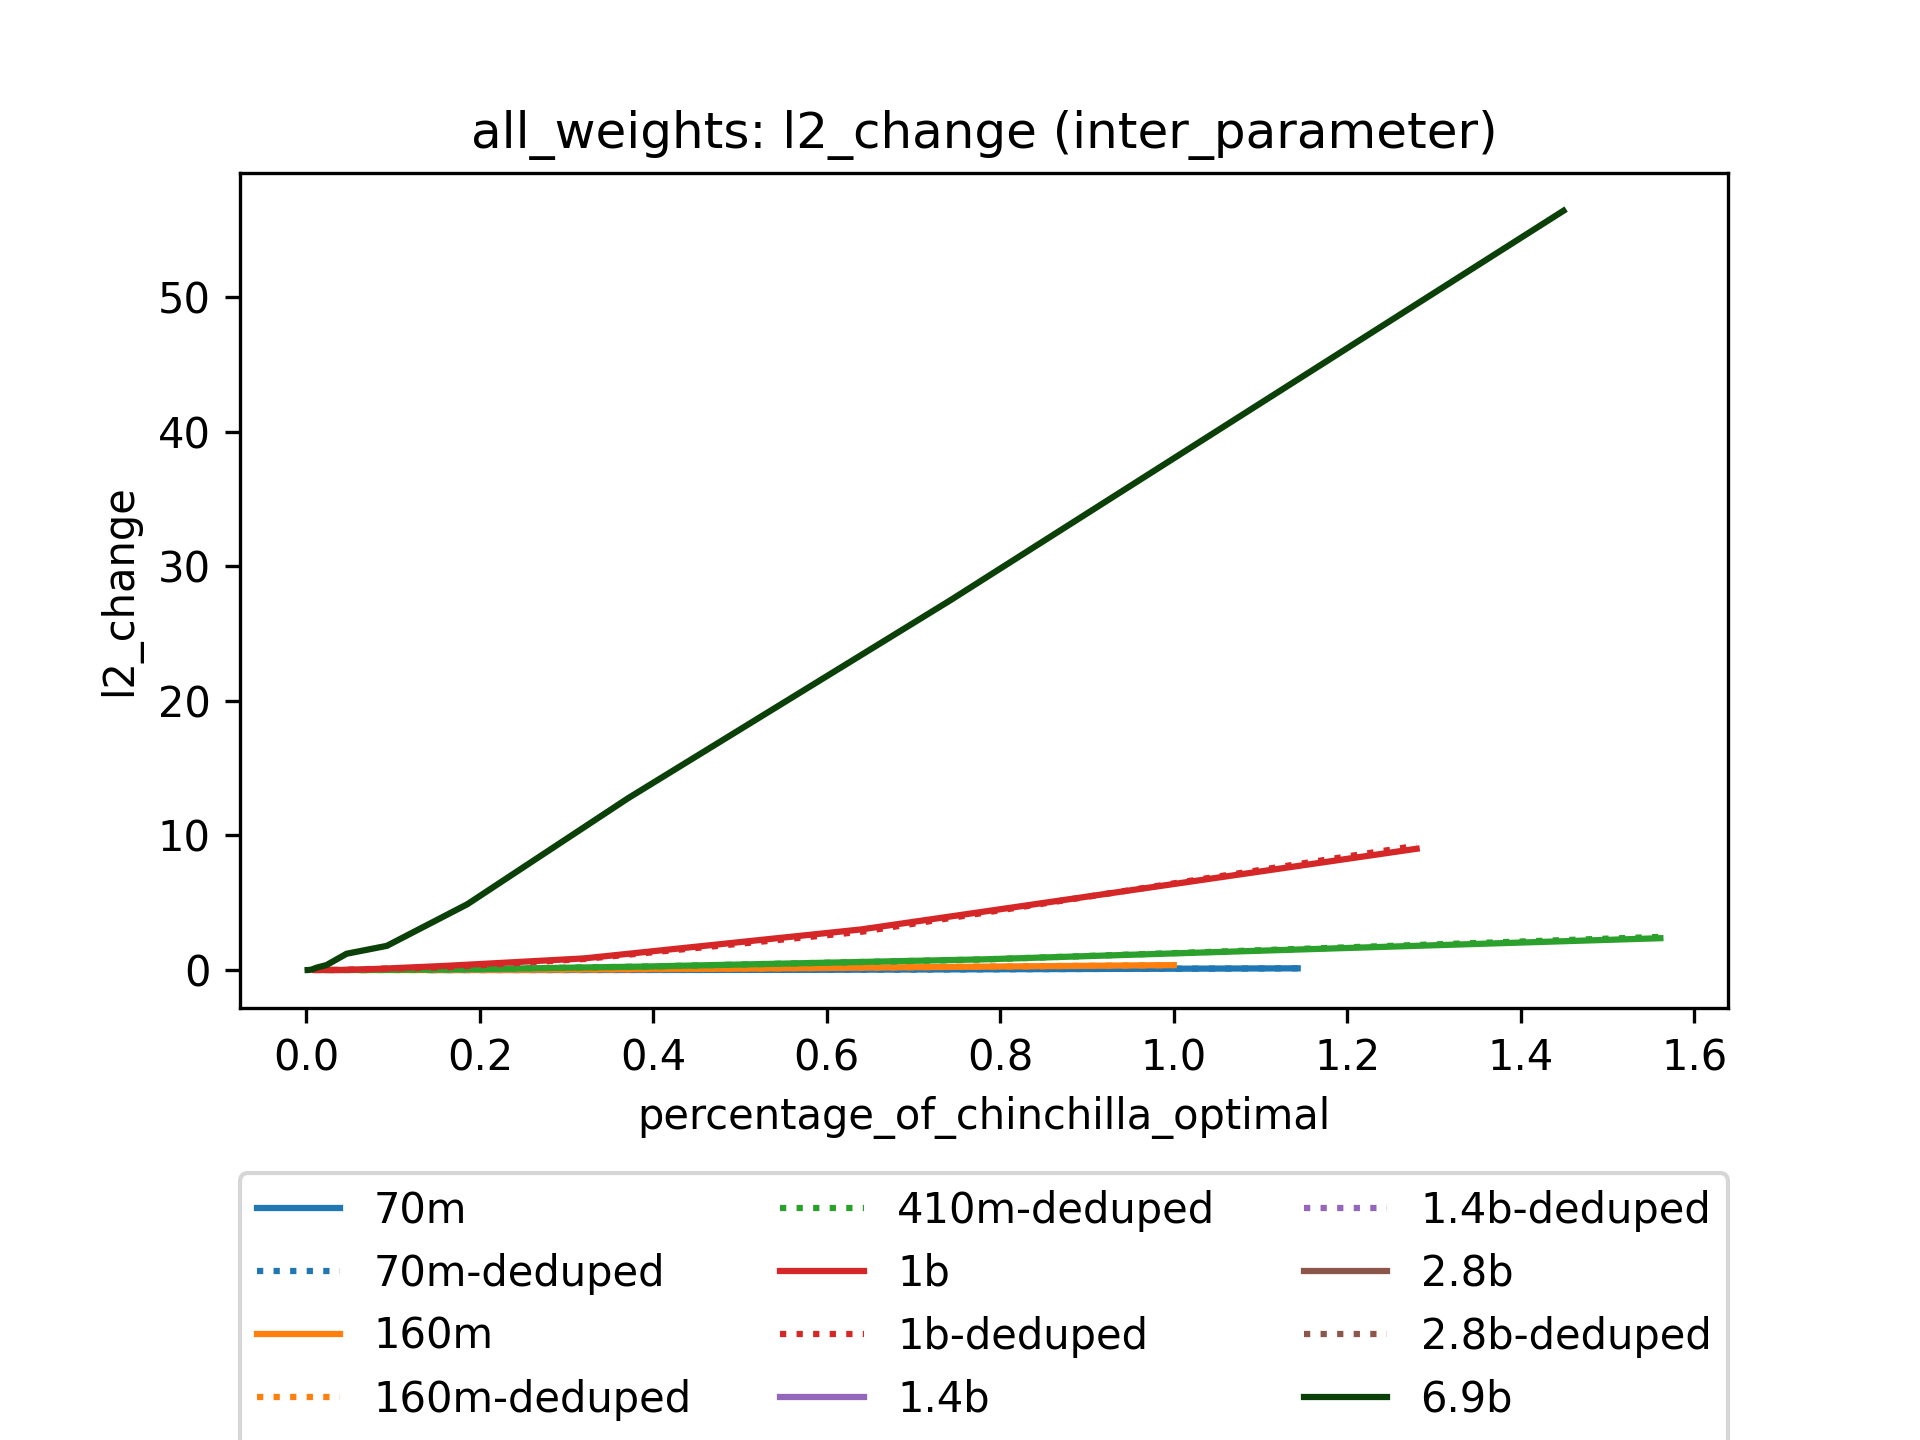 all_weights: l2_change (inter_parameter)
l2_change
50
40
30
20
10
0
0.0 0.2 0.4 0.6 0.8 1.0 1.2 1.4 1.6
percentage_of_chinchilla_optimal
70m
70m-deduped
160m
160m-deduped
410m-deduped
1b
1b-deduped
1.4b
1.4b-deduped
2.8b
2.8b-deduped
6.9b